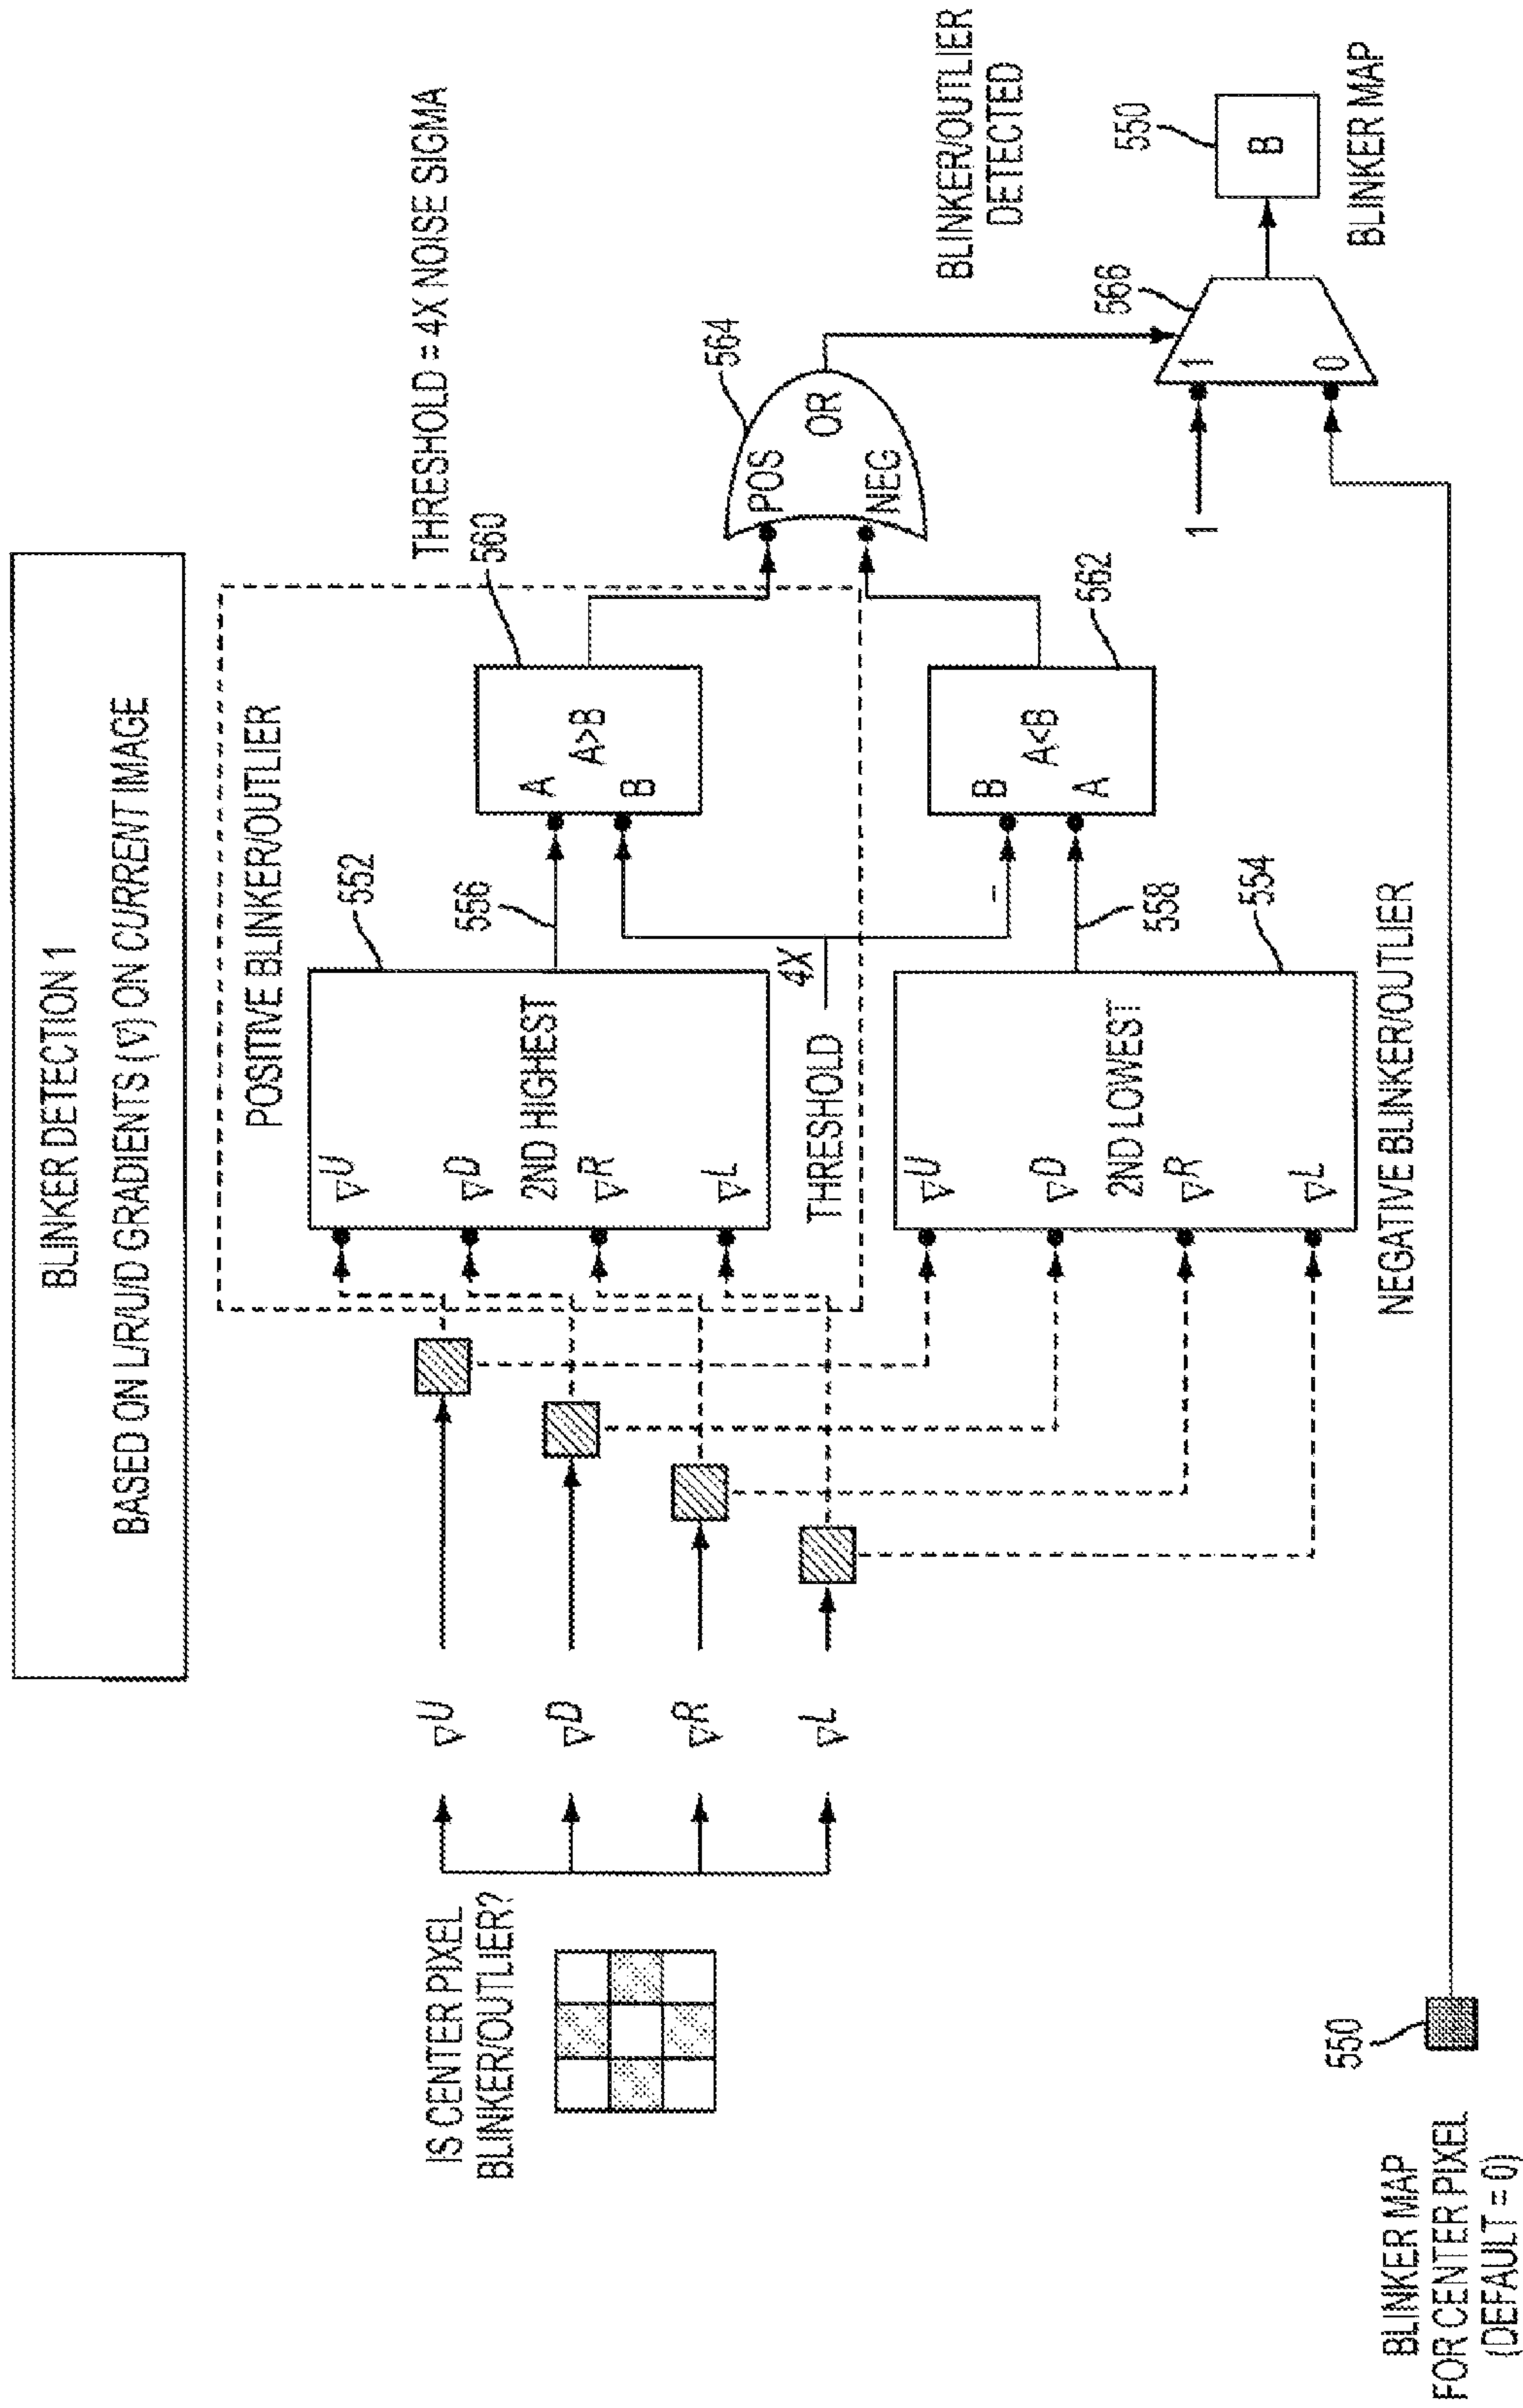 BLINKER DETECTION 1
BASED ON L/R/U/D GRADIENTS (∇) ON CURRENT IMAGE
IS CENTER PIXEL
BLINKER/OUTLIER?
∇U
∇D
∇R
∇L
POSITIVE BLINKER/OUTLIER
552
∇U
∇D
2ND HIGHEST
∇R
∇L
556
A
A>B
B
560
THRESHOLD = 4X NOISE SIGMA
THRESHOLD
4X
–
∇U
∇D
2ND LOWEST
∇R
∇L
554
558
B
A<B
A
562
NEGATIVE BLINKER/OUTLIER
POS
OR
NEG
564
BLINKER/OUTLIER
DETECTED
1
1
0
566
550
B
BLINKER MAP
550
BLINKER MAP
FOR CENTER PIXEL
(DEFAULT = 0)